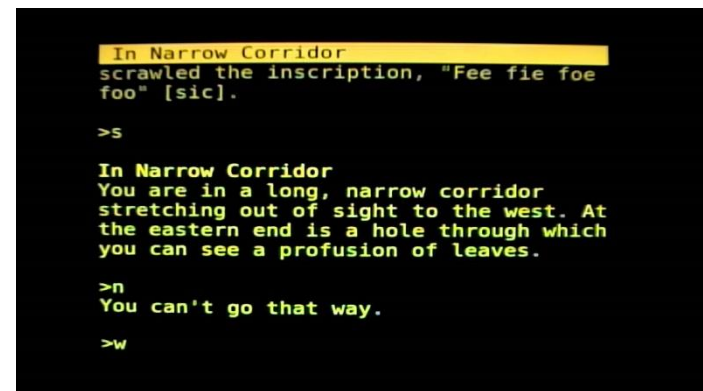 In Narrow Corridor
scrawled the inscription, "Fee fie foe
foo" [sic].
>s
In Narrow Corridor
You are in a long, narrow corridor
stretching out of sight to the west. At
the eastern end is a hole through which
you can see a profusion of leaves.
>n
You can't go that way.
>w